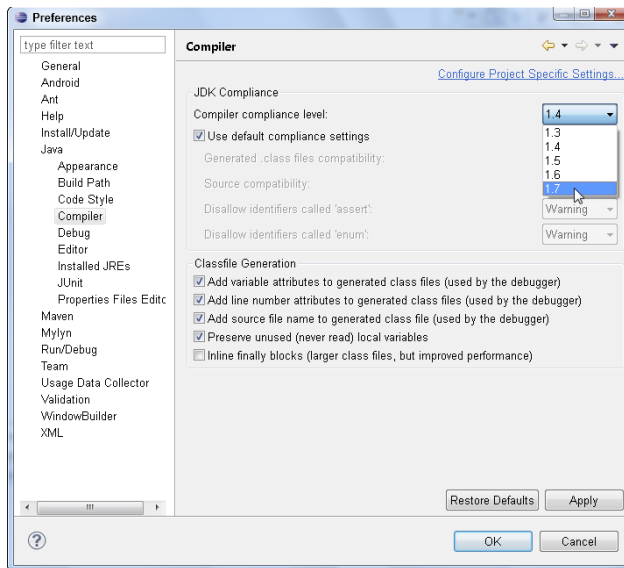 Preferences
type filter text
General
Android
Ant
Help
Install/Update
Java
Appearance
Build Path
Code Style
Compiler
Debug
Editor
Installed JREs
JUnit
Properties Files Editc
Maven
Mylyn
Run/Debug
Team
Usage Data Collector
Validation
WindowBuilder
XML
Compiler
Configure Project Specific Settings...
JDK Compliance
Compiler compliance level: 1.4
1.3
1.4
1.5
1.6
1.7
Use default compliance settings
Generated .class files compatibility:
Source compatibility:
Disallow identifiers called 'assert': Warning
Disallow identifiers called 'enum': Warning
Classfile Generation
Add variable attributes to generated class files (used by the debugger)
Add line number attributes to generated class files (used by the debugger)
Add source file name to generated class file (used by the debugger)
Preserve unused (never read) local variables
Inline finally blocks (larger class files, but improved performance)
Restore Defaults Apply
OK Cancel